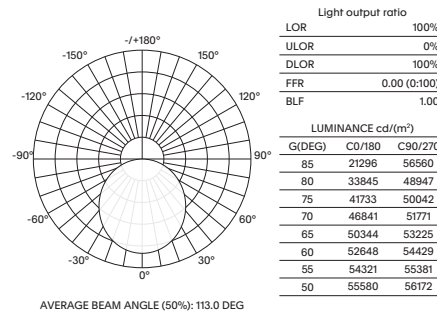 -/+180°
-150° 150°
-120° 120°
-90° 90°
-60° 60°
-30° 30°
0°
AVERAGE BEAM ANGLE (50%): 113.0 DEG
Light output ratio
LOR 100%
ULOR 0%
DLOR 100%
FFR 0.00 (0:100)
BLF 1.00
LUMINANCE cd/(m²)
G(DEG) C0/180 C90/270
85 21296 56560
80 33845 48947
75 41733 50042
70 46841 51771
65 50344 53225
60 52648 54429
55 54321 55381
50 55580 56172